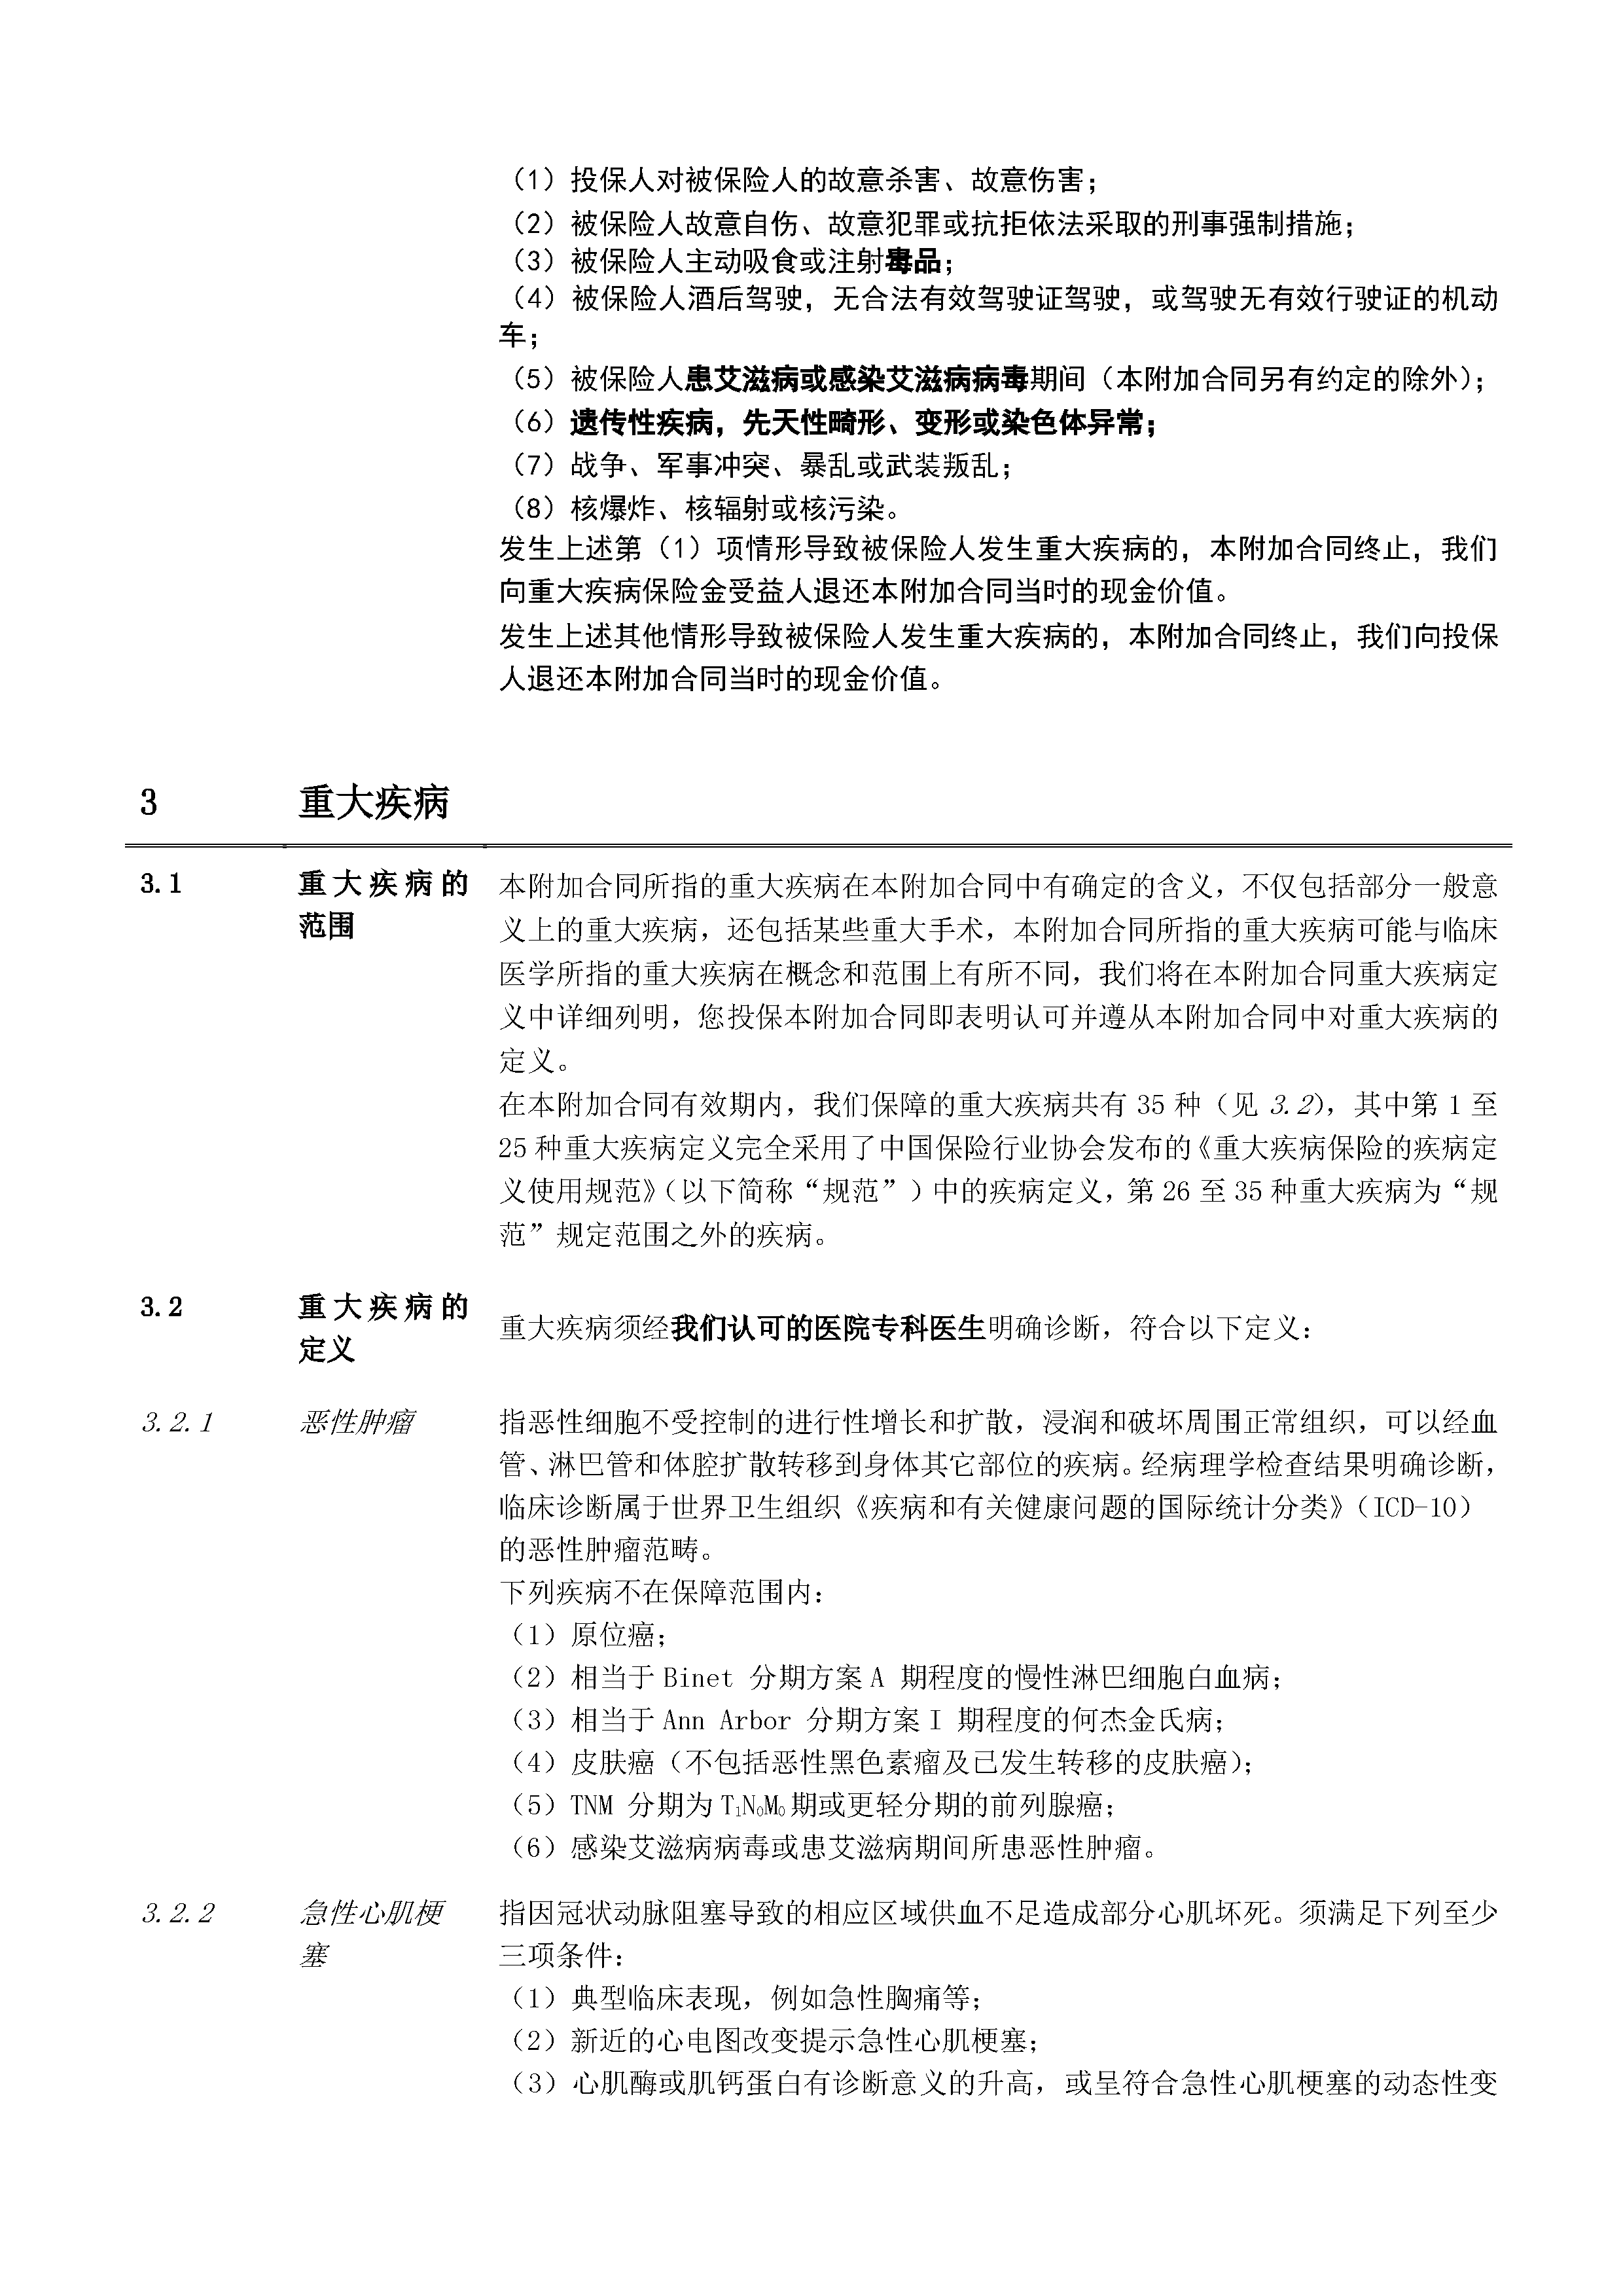 （1）投保人对被保险人的故意杀害、故意伤害；
（2）被保险人故意自伤、故意犯罪或抗拒依法采取的刑事强制措施；
（3）被保险人主动吸食或注射毒品；
（4）被保险人酒后驾驶，无合法有效驾驶证驾驶，或驾驶无有效行驶证的机动
车；
（5）被保险人患艾滋病或感染艾滋病病毒期间（本附加合同另有约定的除外）；
（6）遗传性疾病，先天性畸形、变形或染色体异常；
（7）战争、军事冲突、暴乱或武装叛乱；
（8）核爆炸、核辐射或核污染。
发生上述第（1）项情形导致被保险人发生重大疾病的，本附加合同终止，我们
向重大疾病保险金受益人退还本附加合同当时的现金价值。
发生上述其他情形导致被保险人发生重大疾病的，本附加合同终止，我们向投保
人退还本附加合同当时的现金价值。
3 重大疾病
3.1 重大疾病的
范围
本附加合同所指的重大疾病在本附加合同中有确定的含义，不仅包括部分一般意
义上的重大疾病，还包括某些重大手术，本附加合同所指的重大疾病可能与临床
医学所指的重大疾病在概念和范围上有所不同，我们将在本附加合同重大疾病定
义中详细列明，您投保本附加合同即表明认可并遵从本附加合同中对重大疾病的
定义。
在本附加合同有效期内，我们保障的重大疾病共有 35 种（见 3.2），其中第 1 至
25 种重大疾病定义完全采用了中国保险行业协会发布的《重大疾病保险的疾病定
义使用规范》（以下简称“规范”）中的疾病定义，第 26 至 35 种重大疾病为“规
范”规定范围之外的疾病。
3.2 重大疾病的
定义
重大疾病须经我们认可的医院专科医生明确诊断，符合以下定义：
3.2.1 恶性肿瘤
指恶性细胞不受控制的进行性增长和扩散，浸润和破坏周围正常组织，可以经血
管、淋巴管和体腔扩散转移到身体其它部位的疾病。经病理学检查结果明确诊断，
临床诊断属于世界卫生组织《疾病和有关健康问题的国际统计分类》（ICD-10）
的恶性肿瘤范畴。
下列疾病不在保障范围内：
（1）原位癌；
（2）相当于 Binet 分期方案 A 期程度的慢性淋巴细胞白血病；
（3）相当于 Ann Arbor 分期方案 I 期程度的何杰金氏病；
（4）皮肤癌（不包括恶性黑色素瘤及已发生转移的皮肤癌）；
（5）TNM 分期为 T₁N₀M₀ 期或更轻分期的前列腺癌；
（6）感染艾滋病病毒或患艾滋病期间所患恶性肿瘤。
3.2.2 急性心肌梗
塞
指因冠状动脉阻塞导致的相应区域供血不足造成部分心肌坏死。须满足下列至少
三项条件：
（1）典型临床表现，例如急性胸痛等；
（2）新近的心电图改变提示急性心肌梗塞；
（3）心肌酶或肌钙蛋白有诊断意义的升高，或呈符合急性心肌梗塞的动态性变